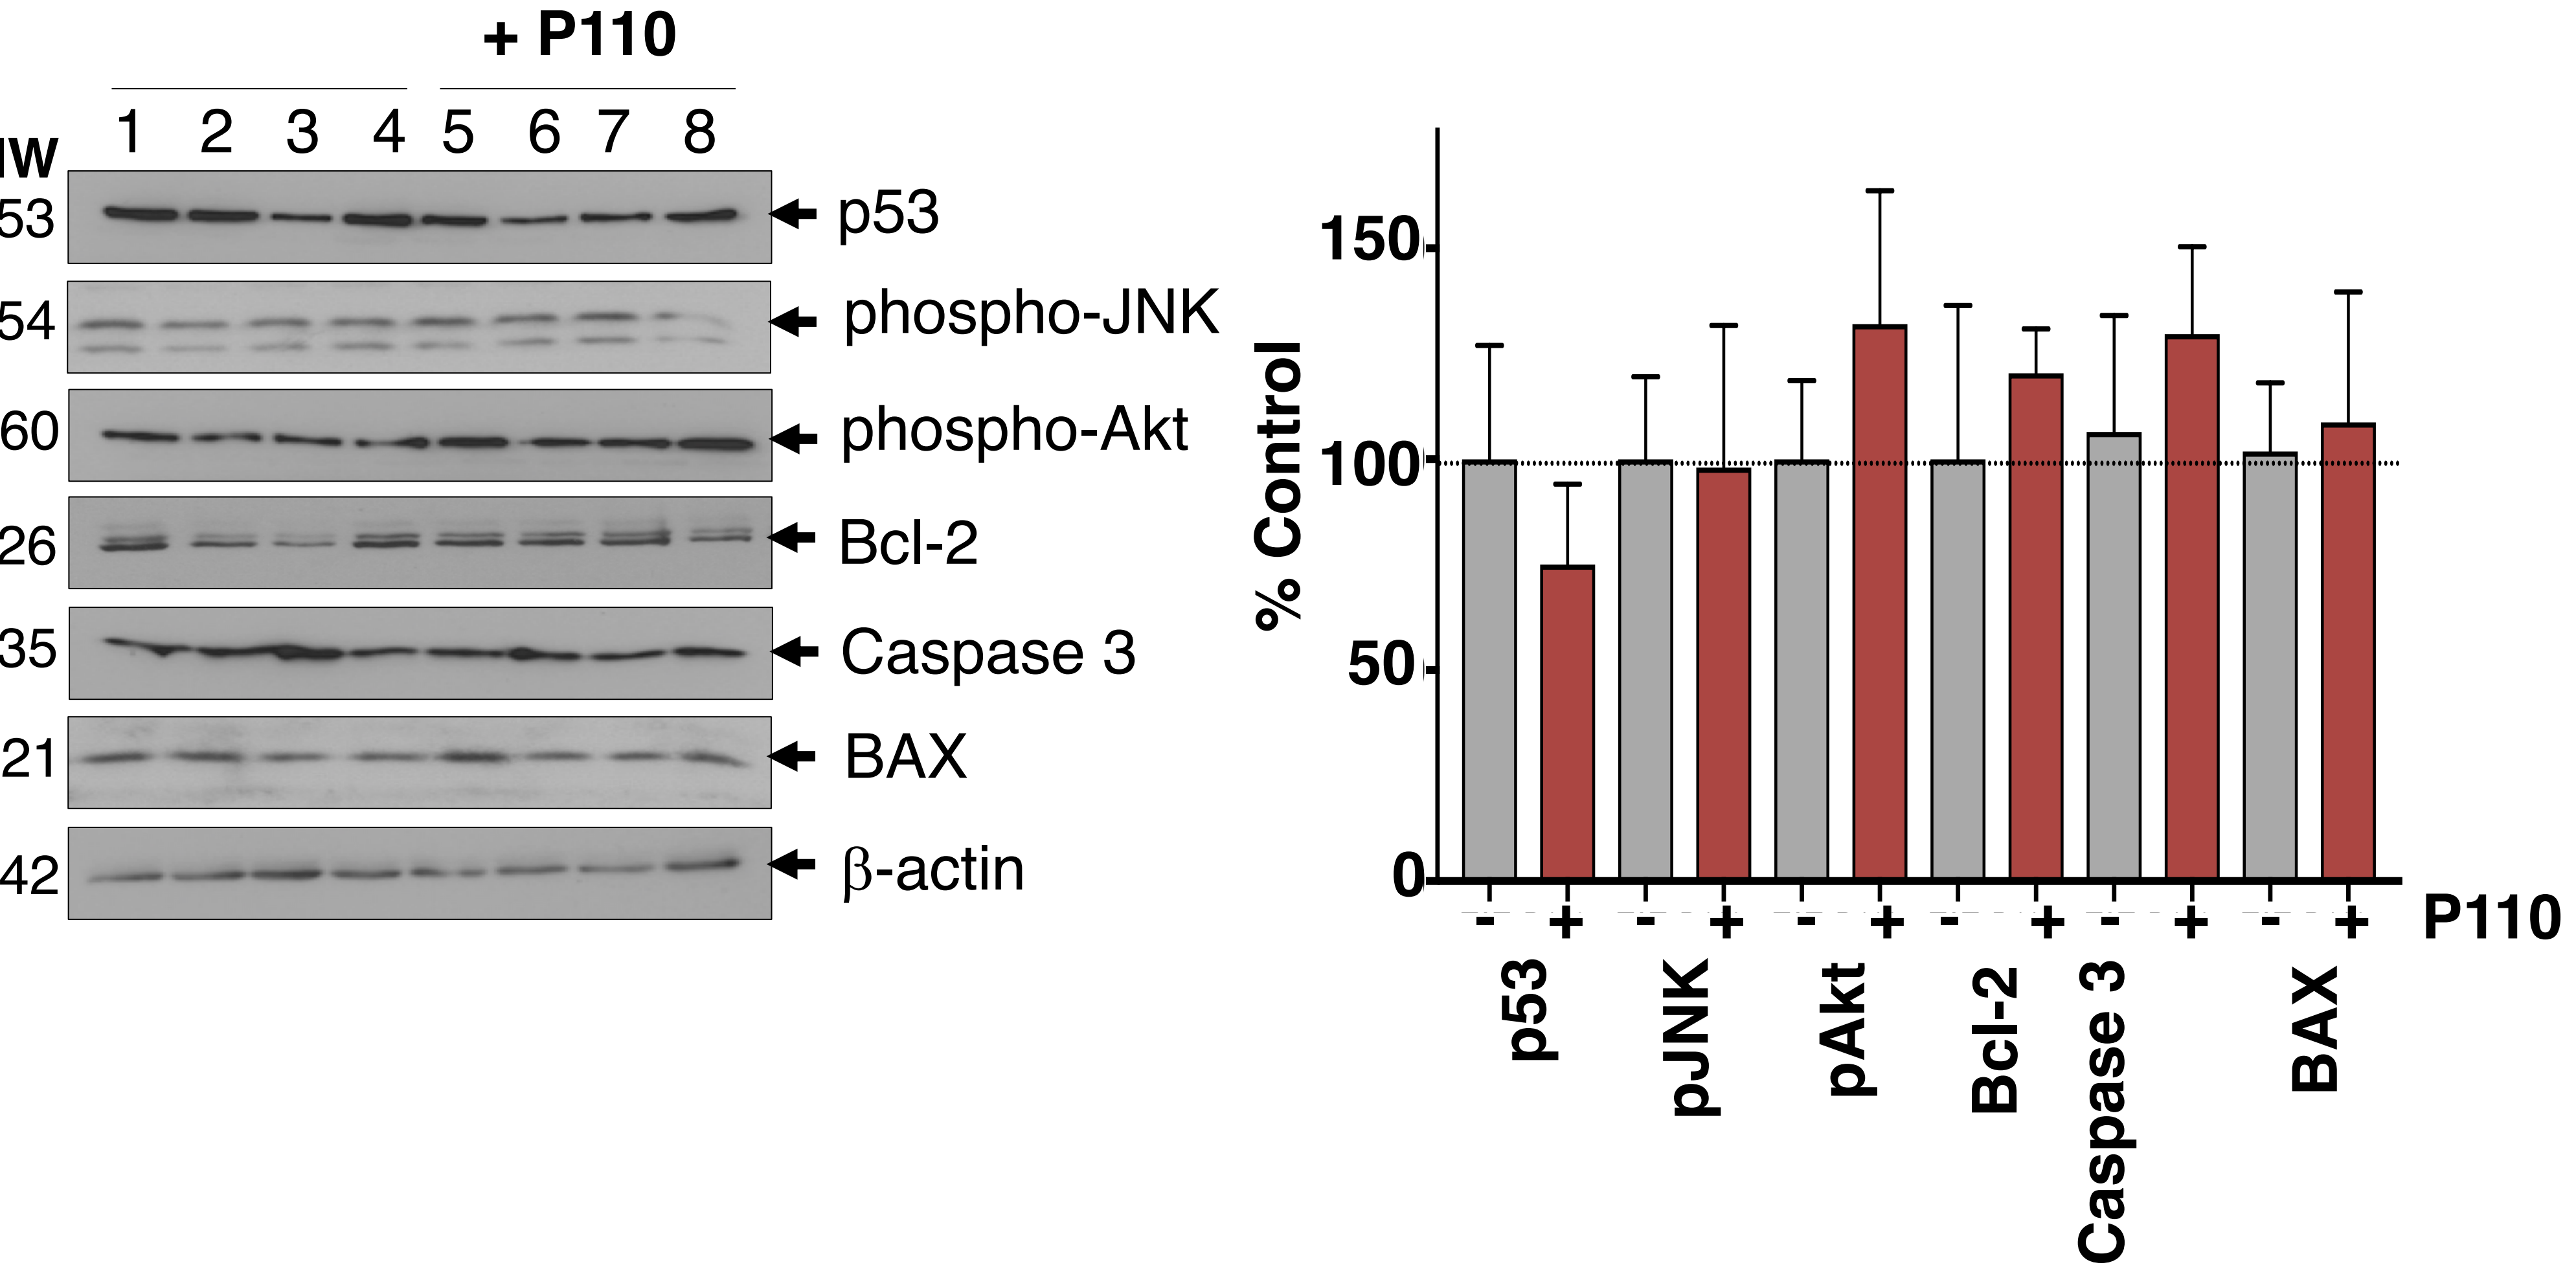 + P110
1 2 3 4 5 6 7 8
53 p53
54 phospho-JNK
60 phospho-Akt
26 Bcl-2
35 Caspase 3
21 BAX
42 β-actin
% Control
150
100
50
0
- + - + - + - + - + - + P110
p53
pJNK
pAkt
Bcl-2
Caspase 3
BAX